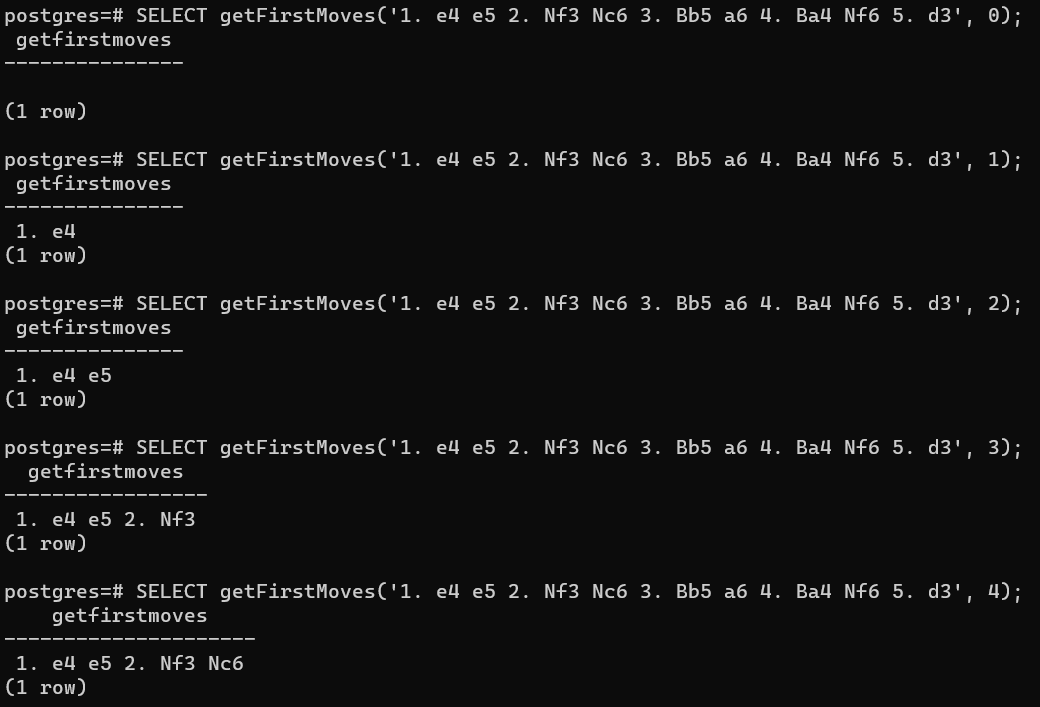 postgres=# SELECT getFirstMoves('1. e4 e5 2. Nf3 Nc6 3. Bb5 a6 4. Ba4 Nf6 5. d3', 0);
 getfirstmoves
---------------

(1 row)

postgres=# SELECT getFirstMoves('1. e4 e5 2. Nf3 Nc6 3. Bb5 a6 4. Ba4 Nf6 5. d3', 1);
 getfirstmoves
---------------
 1. e4
(1 row)

postgres=# SELECT getFirstMoves('1. e4 e5 2. Nf3 Nc6 3. Bb5 a6 4. Ba4 Nf6 5. d3', 2);
 getfirstmoves
---------------
 1. e4 e5
(1 row)

postgres=# SELECT getFirstMoves('1. e4 e5 2. Nf3 Nc6 3. Bb5 a6 4. Ba4 Nf6 5. d3', 3);
  getfirstmoves
-----------------
 1. e4 e5 2. Nf3
(1 row)

postgres=# SELECT getFirstMoves('1. e4 e5 2. Nf3 Nc6 3. Bb5 a6 4. Ba4 Nf6 5. d3', 4);
    getfirstmoves
---------------------
 1. e4 e5 2. Nf3 Nc6
(1 row)